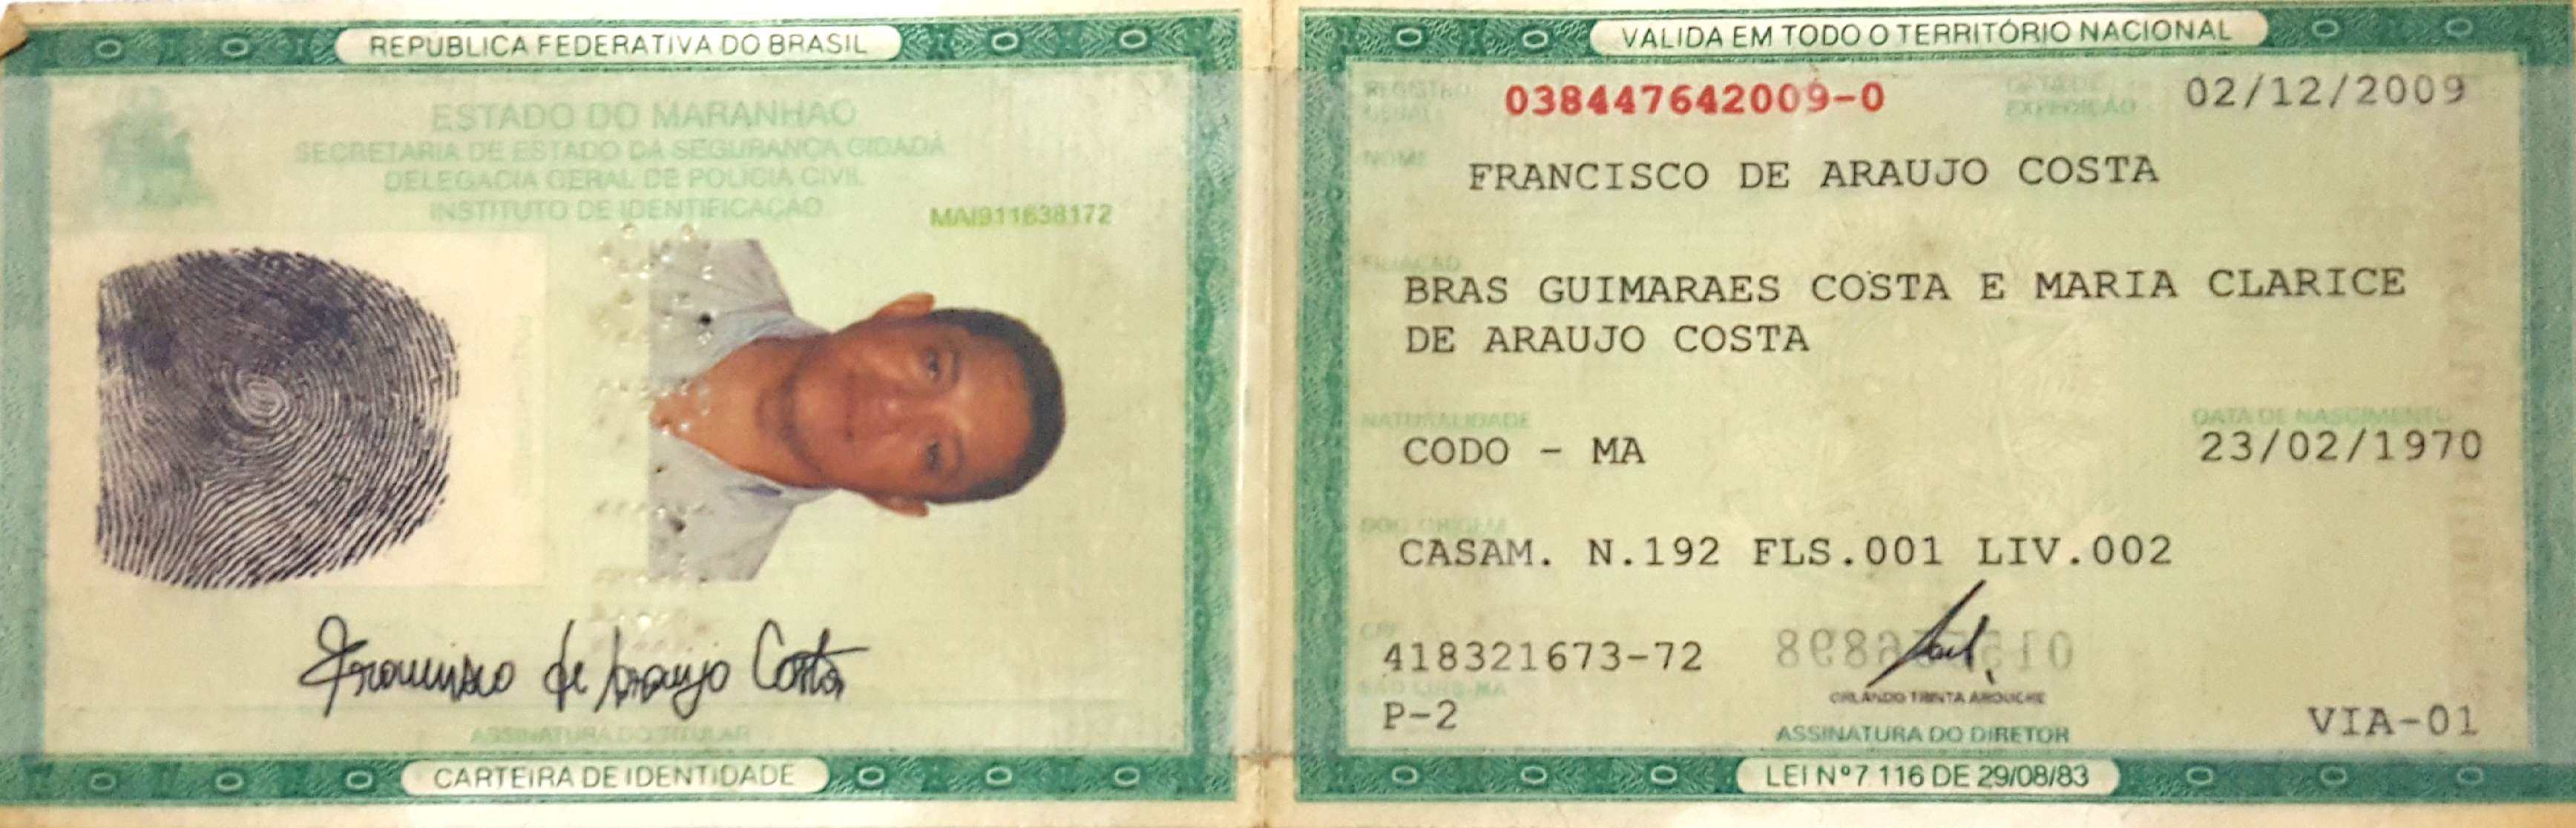 REPÚBLICA FEDERATIVA DO BRASIL
ESTADO DO MARANHAO
SECRETARIA DE ESTADO DA SEGURANÇA CIDADÃ
DELEGACIA GERAL DE POLICIA CIVIL
INSTITUTO DE IDENTIFICAÇÃO
MAI911638172
Francisco de Araujo Costa
ASSINATURA DO TITULAR
CARTEIRA DE IDENTIDADE
VALIDA EM TODO O TERRITÓRIO NACIONAL
REGISTRO GERAL 038447642009-0 DATA DE EXPEDIÇÃO 02/12/2009
NOME
FRANCISCO DE ARAUJO COSTA
FILIAÇÃO
BRAS GUIMARAES COSTA E MARIA CLARICE
DE ARAUJO COSTA
NATURALIDADE DATA DE NASCIMENTO
CODO - MA 23/02/1970
DOC ORIGEM
CASAM. N.192 FLS.001 LIV.002
CPF
418321673-72
SÃO LUIS-MA
ORLANDO TRINTA AROUCHE
P-2 VIA-01
ASSINATURA DO DIRETOR
LEI Nº 7 116 DE 29/08/83